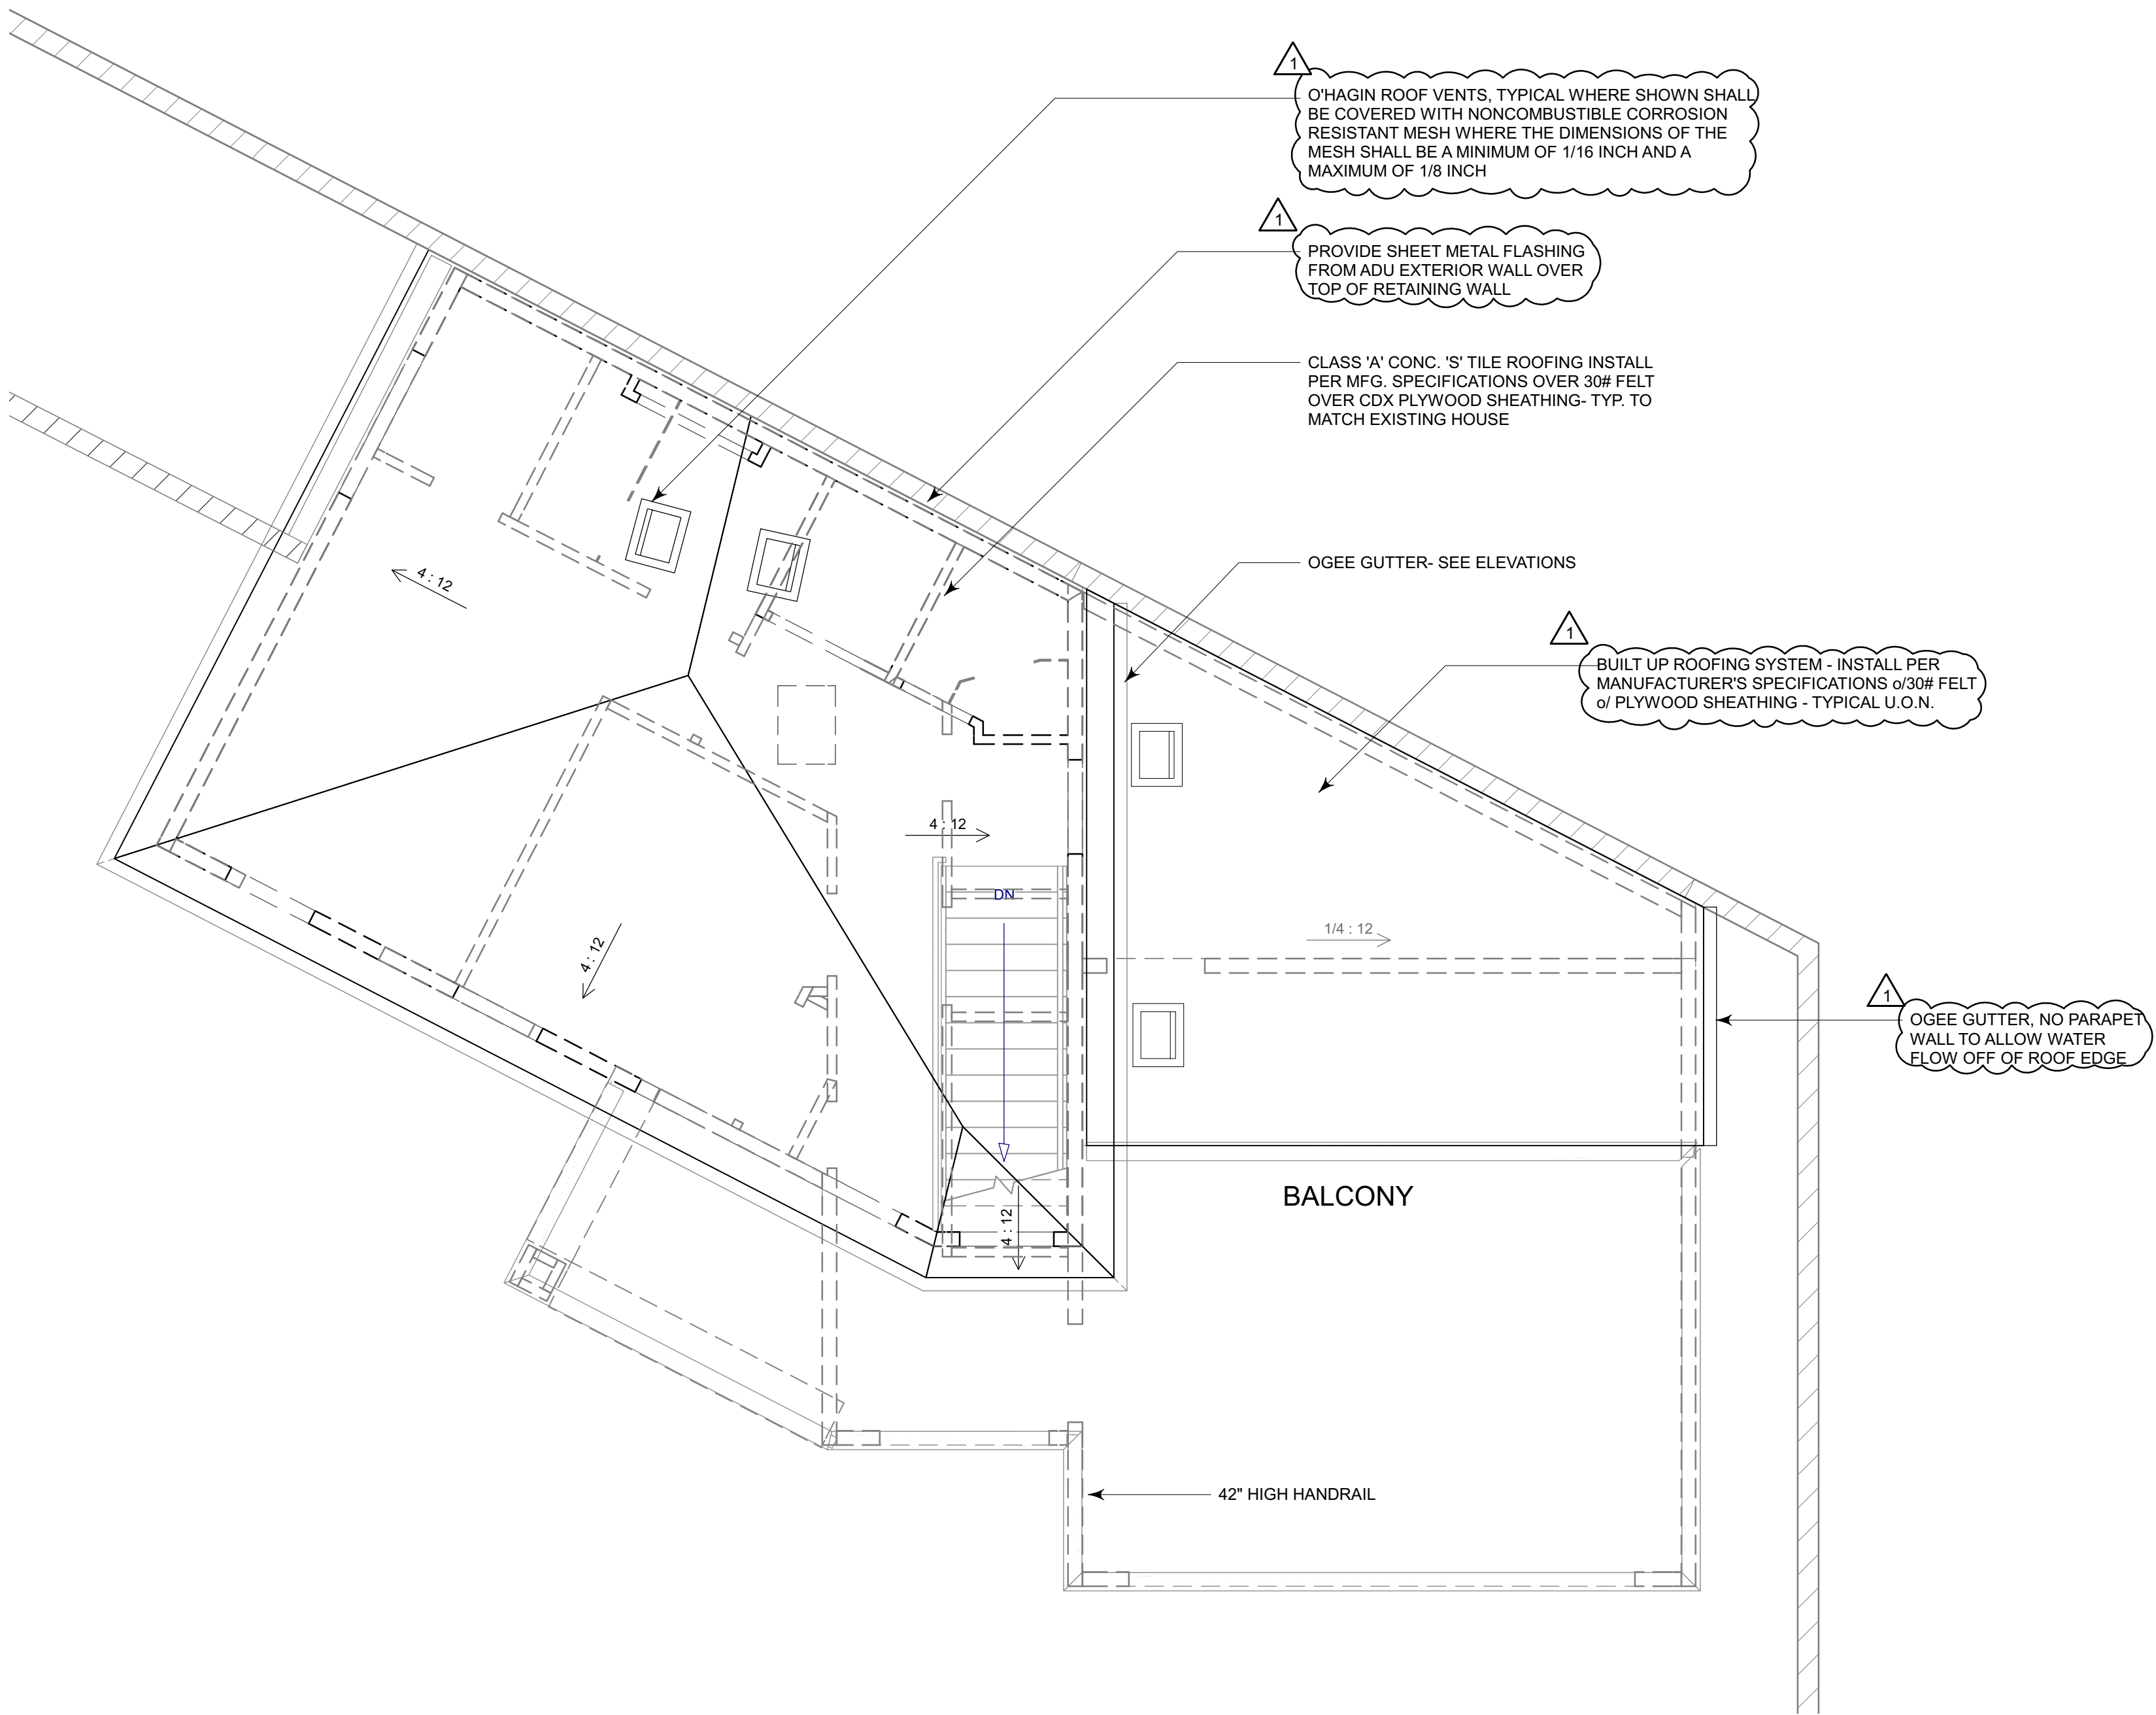 1
O'HAGIN ROOF VENTS, TYPICAL WHERE SHOWN SHALL
BE COVERED WITH NONCOMBUSTIBLE CORROSION
RESISTANT MESH WHERE THE DIMENSIONS OF THE
MESH SHALL BE A MINIMUM OF 1/16 INCH AND A
MAXIMUM OF 1/8 INCH
1
PROVIDE SHEET METAL FLASHING
FROM ADU EXTERIOR WALL OVER
TOP OF RETAINING WALL
CLASS 'A' CONC. 'S' TILE ROOFING INSTALL
PER MFG. SPECIFICATIONS OVER 30# FELT
OVER CDX PLYWOOD SHEATHING- TYP. TO
MATCH EXISTING HOUSE
OGEE GUTTER- SEE ELEVATIONS
4 : 12
1
BUILT UP ROOFING SYSTEM - INSTALL PER
MANUFACTURER'S SPECIFICATIONS o/30# FELT
o/ PLYWOOD SHEATHING - TYPICAL U.O.N.
4 : 12
DN
1/4 : 12
4 : 12
1
OGEE GUTTER, NO PARAPET
WALL TO ALLOW WATER
FLOW OFF OF ROOF EDGE
BALCONY
4 : 12
42" HIGH HANDRAIL